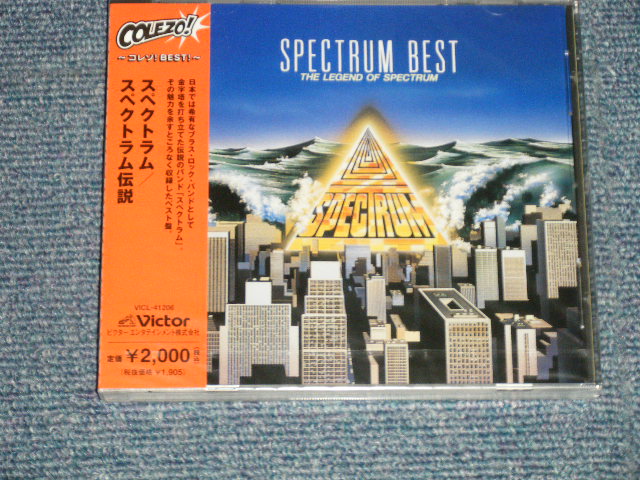 COLEZO!
～コレゾ!BEST!～
日本では希有なブラス・ロック・バンドとして
金字塔を打ち立てた伝説のバンド「スペクトラム」。
その魅力を余すところなく収録したベスト盤。
スペクトラム
スペクトラム伝説
VICL-41206
Victor
ビクターエンタテインメント株式会社
定価 ¥2,000 (税込)
(税抜価格 ¥1,905)
SPECTRUM BEST
THE LEGEND OF SPECTRUM
SPECTRUM